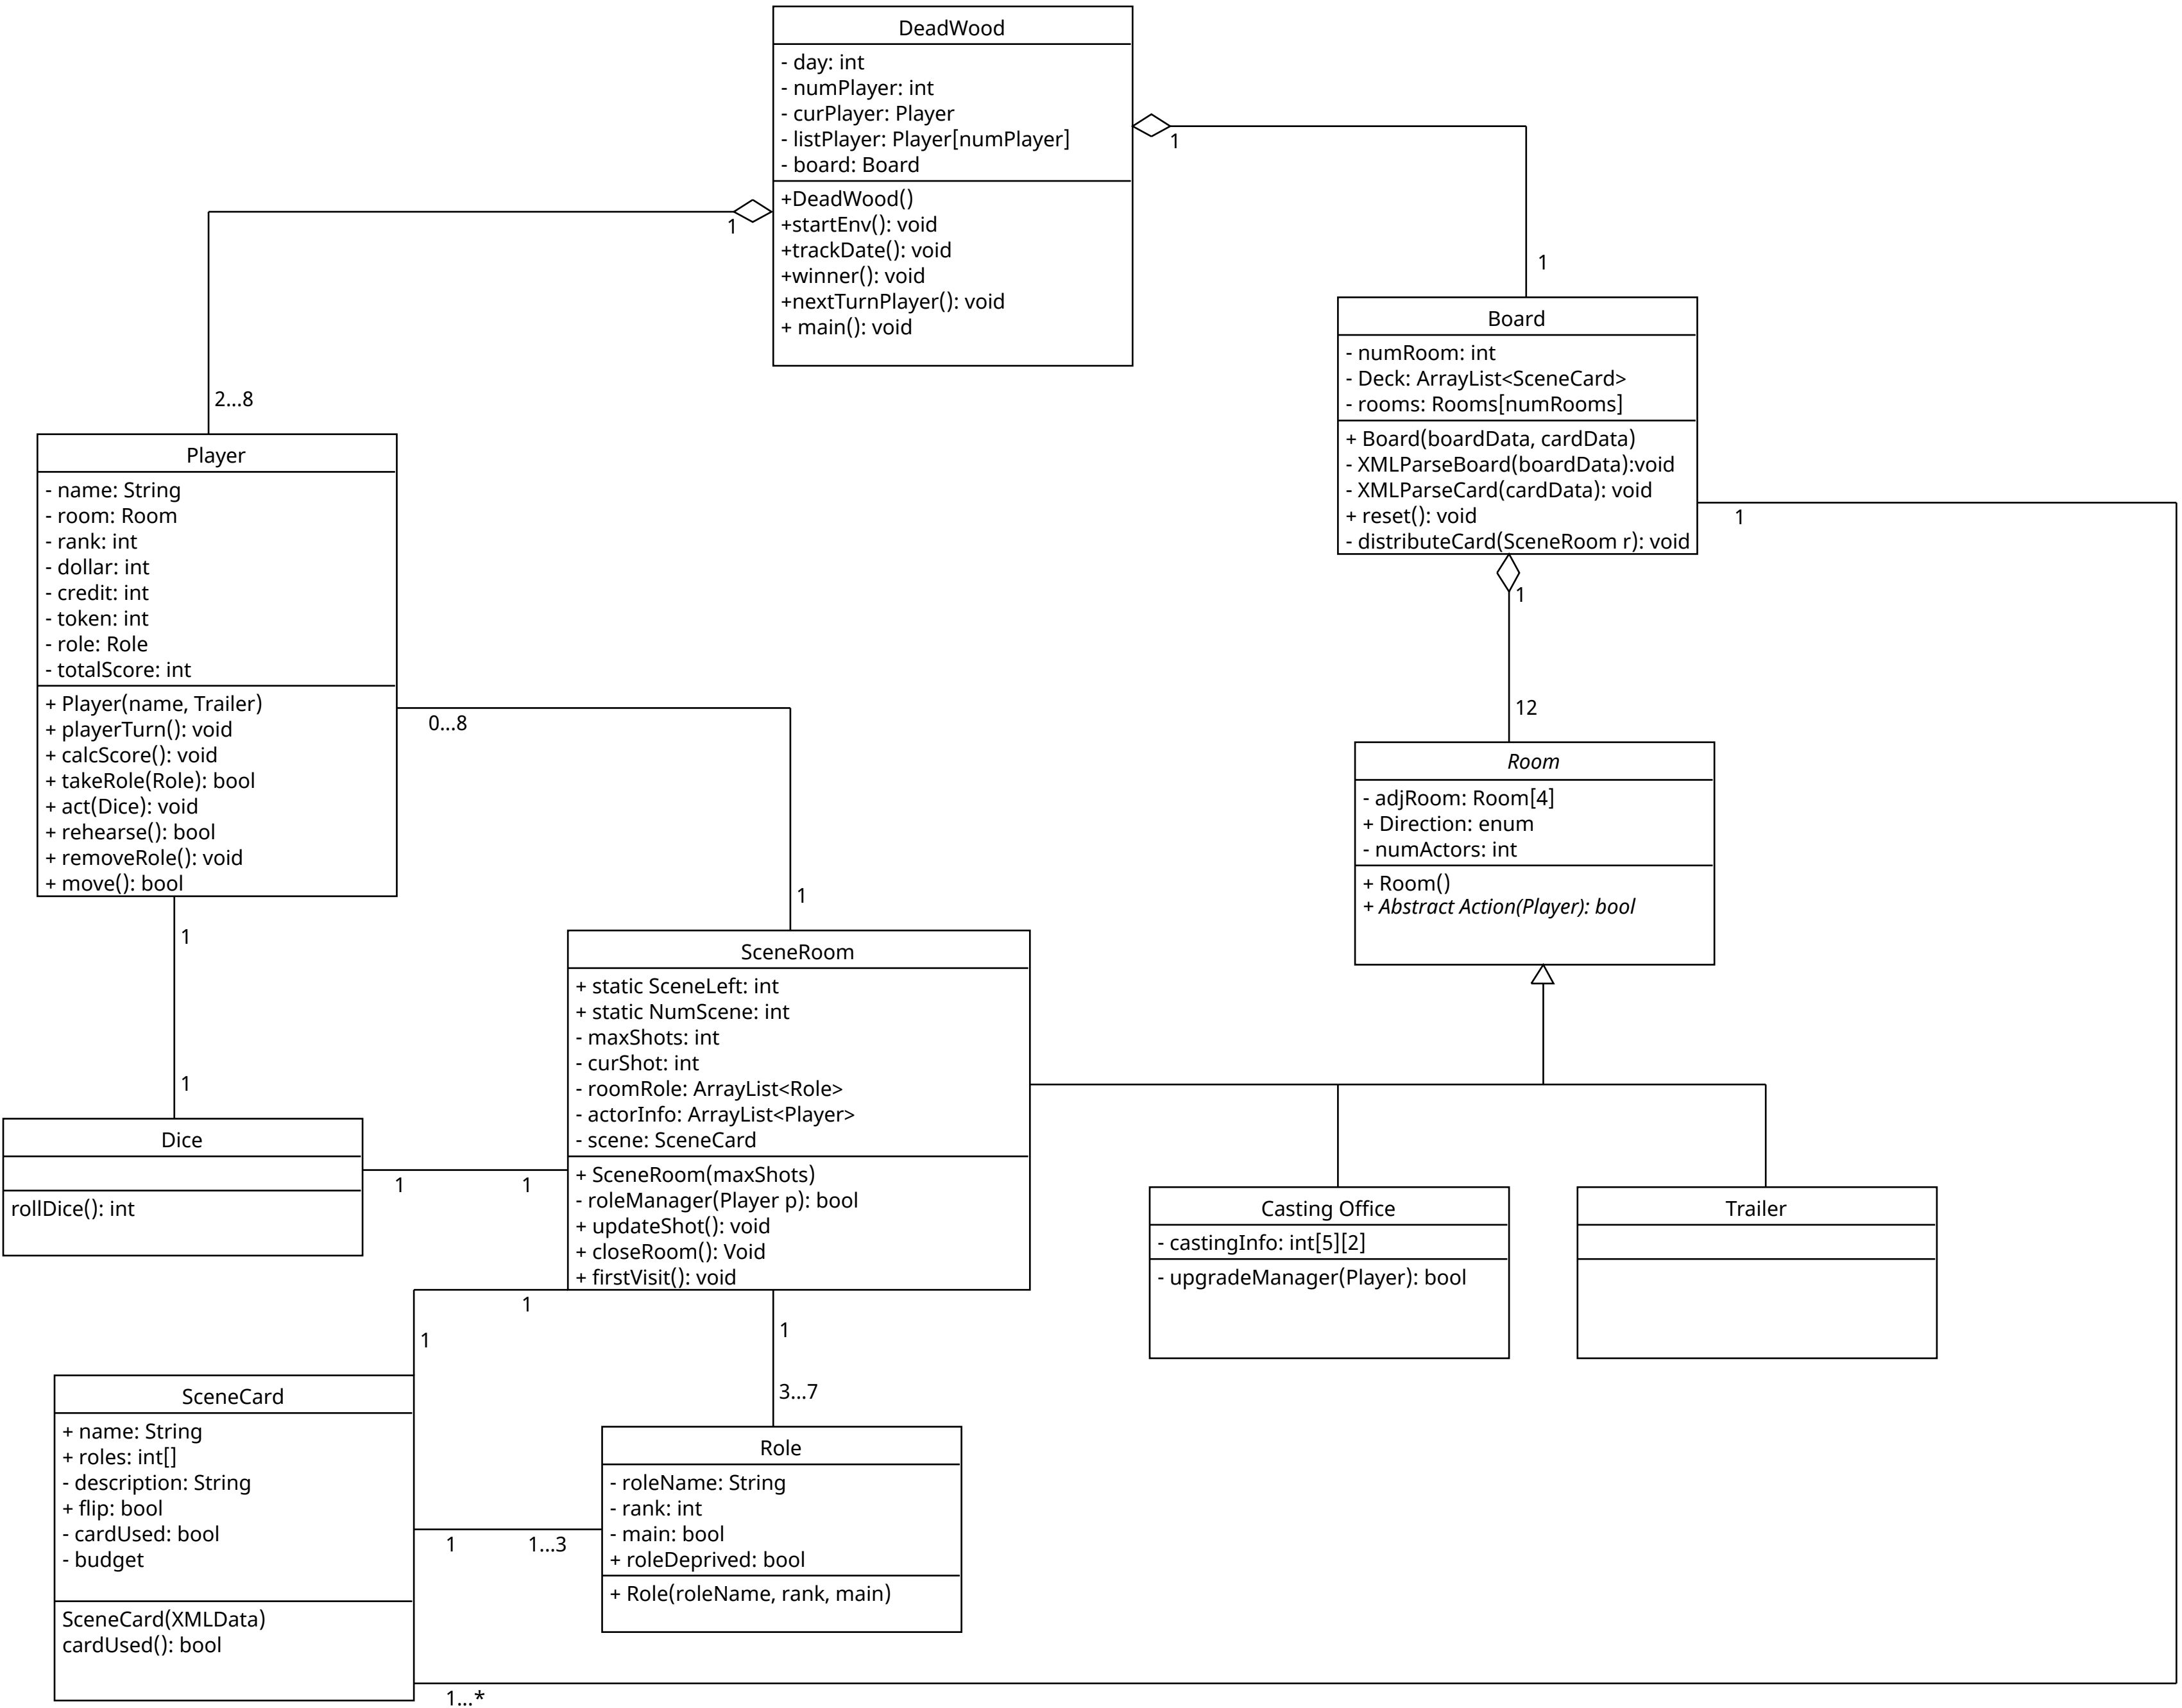 DeadWood
- day: int
- numPlayer: int
- curPlayer: Player
- listPlayer: Player[numPlayer]
- board: Board
+DeadWood()
+startEnv(): void
+trackDate(): void
+winner(): void
+nextTurnPlayer(): void
+ main(): void
1
1
1
2...8
Board
- numRoom: int
- Deck: ArrayList<SceneCard>
- rooms: Rooms[numRooms]
+ Board(boardData, cardData)
- XMLParseBoard(boardData):void
- XMLParseCard(cardData): void
+ reset(): void
- distributeCard(SceneRoom r): void
1
1
12
Player
- name: String
- room: Room
- rank: int
- dollar: int
- credit: int
- token: int
- role: Role
- totalScore: int
+ Player(name, Trailer)
+ playerTurn(): void
+ calcScore(): void
+ takeRole(Role): bool
+ act(Dice): void
+ rehearse(): bool
+ removeRole(): void
+ move(): bool
0...8
1
1
1
Room
- adjRoom: Room[4]
+ Direction: enum
- numActors: int
+ Room()
+ Abstract Action(Player): bool
SceneRoom
+ static SceneLeft: int
+ static NumScene: int
- maxShots: int
- curShot: int
- roomRole: ArrayList<Role>
- actorInfo: ArrayList<Player>
- scene: SceneCard
+ SceneRoom(maxShots)
- roleManager(Player p): bool
+ updateShot(): void
+ closeRoom(): Void
+ firstVisit(): void
Dice
rollDice(): int
1
1
Casting Office
- castingInfo: int[5][2]
- upgradeManager(Player): bool
Trailer
1
1
1
3...7
SceneCard
+ name: String
+ roles: int[]
- description: String
+ flip: bool
- cardUsed: bool
- budget
SceneCard(XMLData)
cardUsed(): bool
1
1...3
Role
- roleName: String
- rank: int
- main: bool
+ roleDeprived: bool
+ Role(roleName, rank, main)
1...*